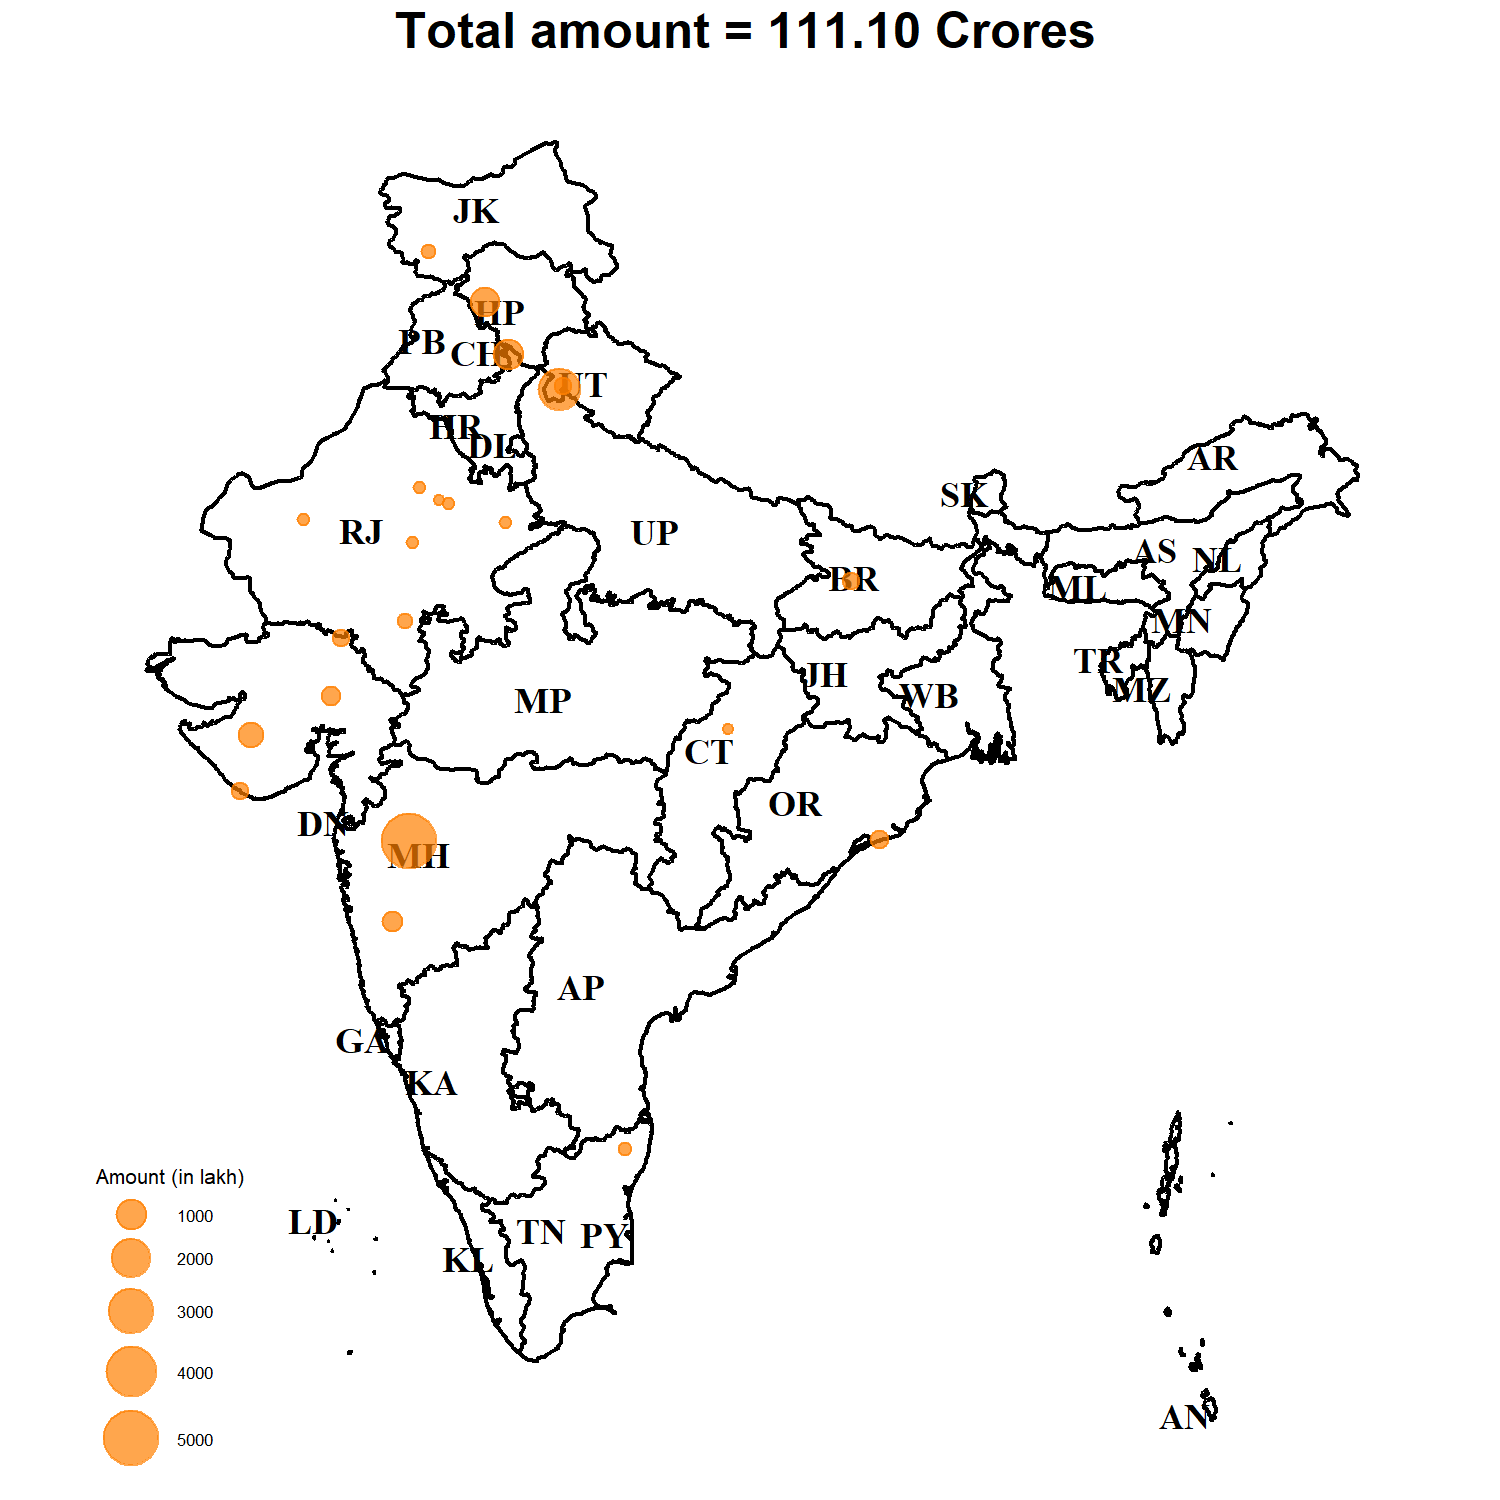 Total amount = 111.10 Crores
JK
HP
PB
CH
UT
HR
DL
AR
SK
RJ
UP
AS
NL
BR
ML
MN
TR
JH
MZ
WB
MP
CT
OR
DN
MH
AP
GA
KA
Amount (in lakh)
1000
LD
TN
PY
2000
KL
3000
4000
AN
5000